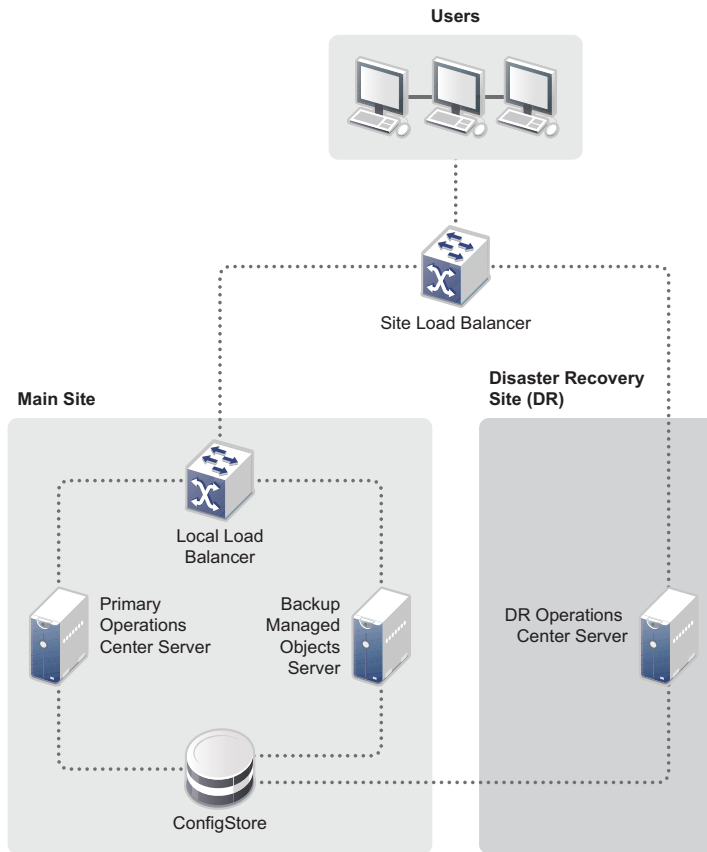 Users
Site Load Balancer
Main Site
Disaster Recovery
Site (DR)
Local Load
Balancer
Primary
Operations
Center Server
Backup
Managed
Objects
Server
DR Operations
Center Server
ConfigStore